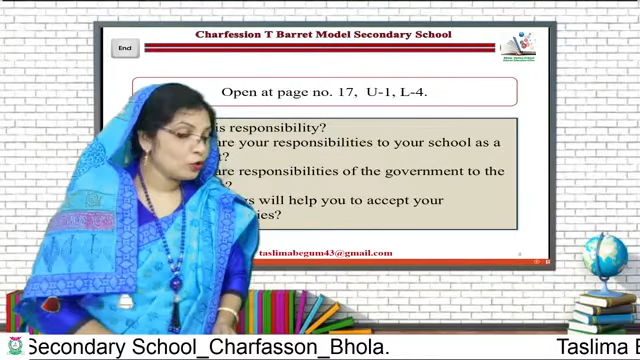 Charfession T Barret Model Secondary School
End
Open at page no. 17, U-1, L-4.
is responsibility?
are your responsibilities to your school as a
t?
are responsibilities of the government to the
will help you to accept your
ies?
taslimabegum43@gmail.com
Secondary School_Charfasson_Bhola.
Taslima